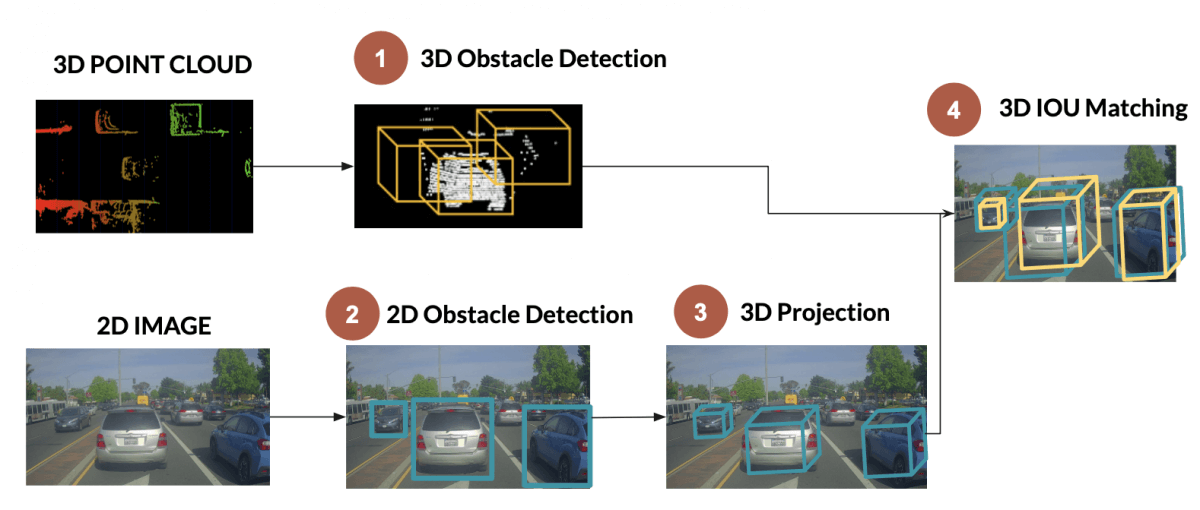 3D POINT CLOUD
1
3D Obstacle Detection
4
3D IOU Matching
2D IMAGE
2
2D Obstacle Detection
3
3D Projection